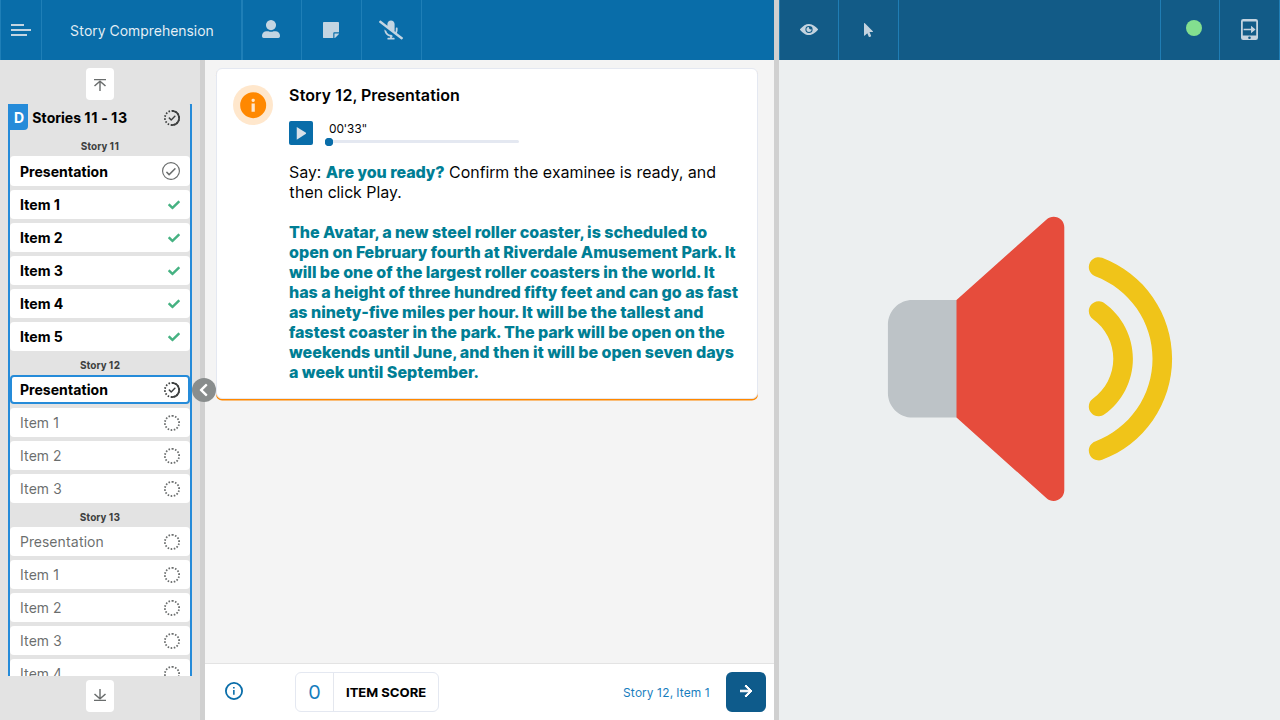 Story Comprehension
D Stories 11 - 13
Story 11
Presentation
Item 1
Item 2
Item 3
Item 4
Item 5
Story 12
Presentation
Item 1
Item 2
Item 3
Story 13
Presentation
Item 1
Item 2
Item 3
Item 4
Story 12, Presentation
00'33"
Say: Are you ready? Confirm the examinee is ready, and
then click Play.
The Avatar, a new steel roller coaster, is scheduled to
open on February fourth at Riverdale Amusement Park. It
will be one of the largest roller coasters in the world. It
has a height of three hundred fifty feet and can go as fast
as ninety-five miles per hour. It will be the tallest and
fastest coaster in the park. The park will be open on the
weekends until June, and then it will be open seven days
a week until September.
0 ITEM SCORE
Story 12, Item 1